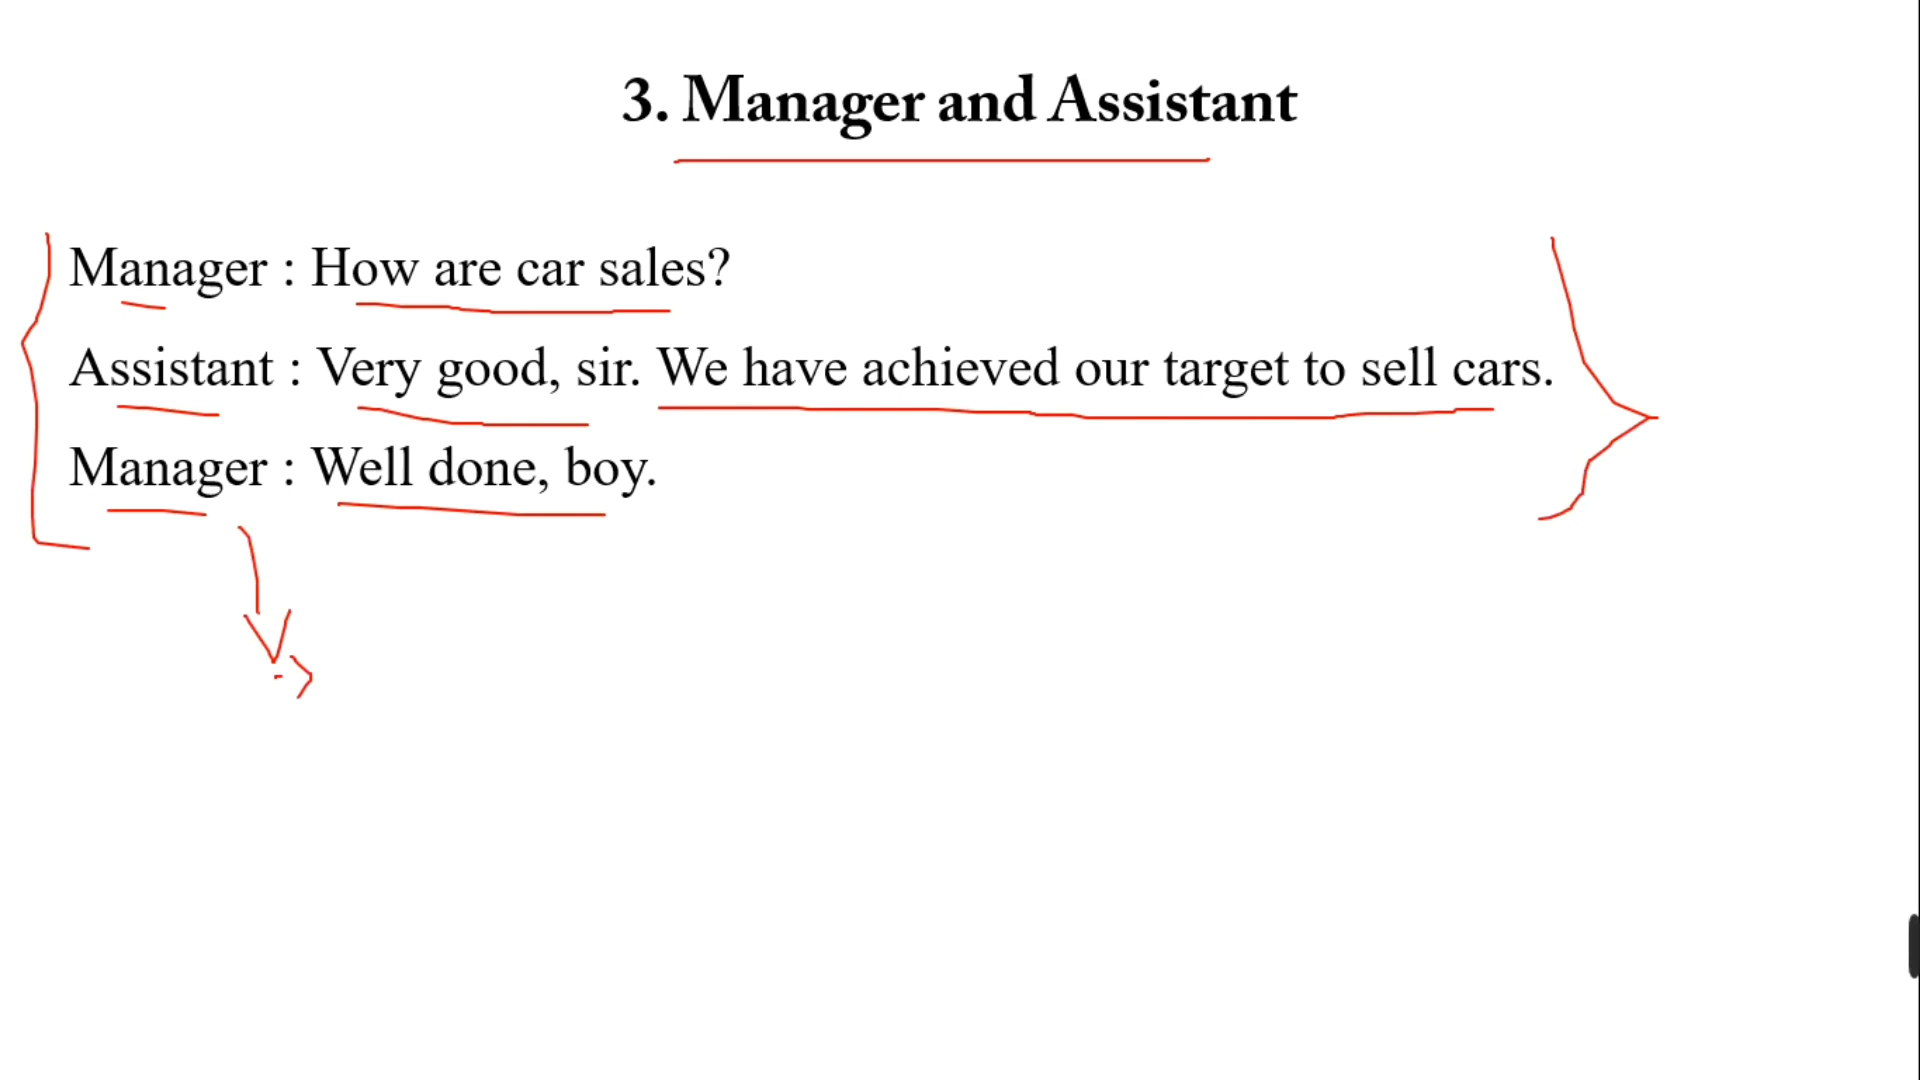 3. Manager and Assistant
Manager : How are car sales?
Assistant : Very good, sir. We have achieved our target to sell cars.
Manager : Well done, boy.